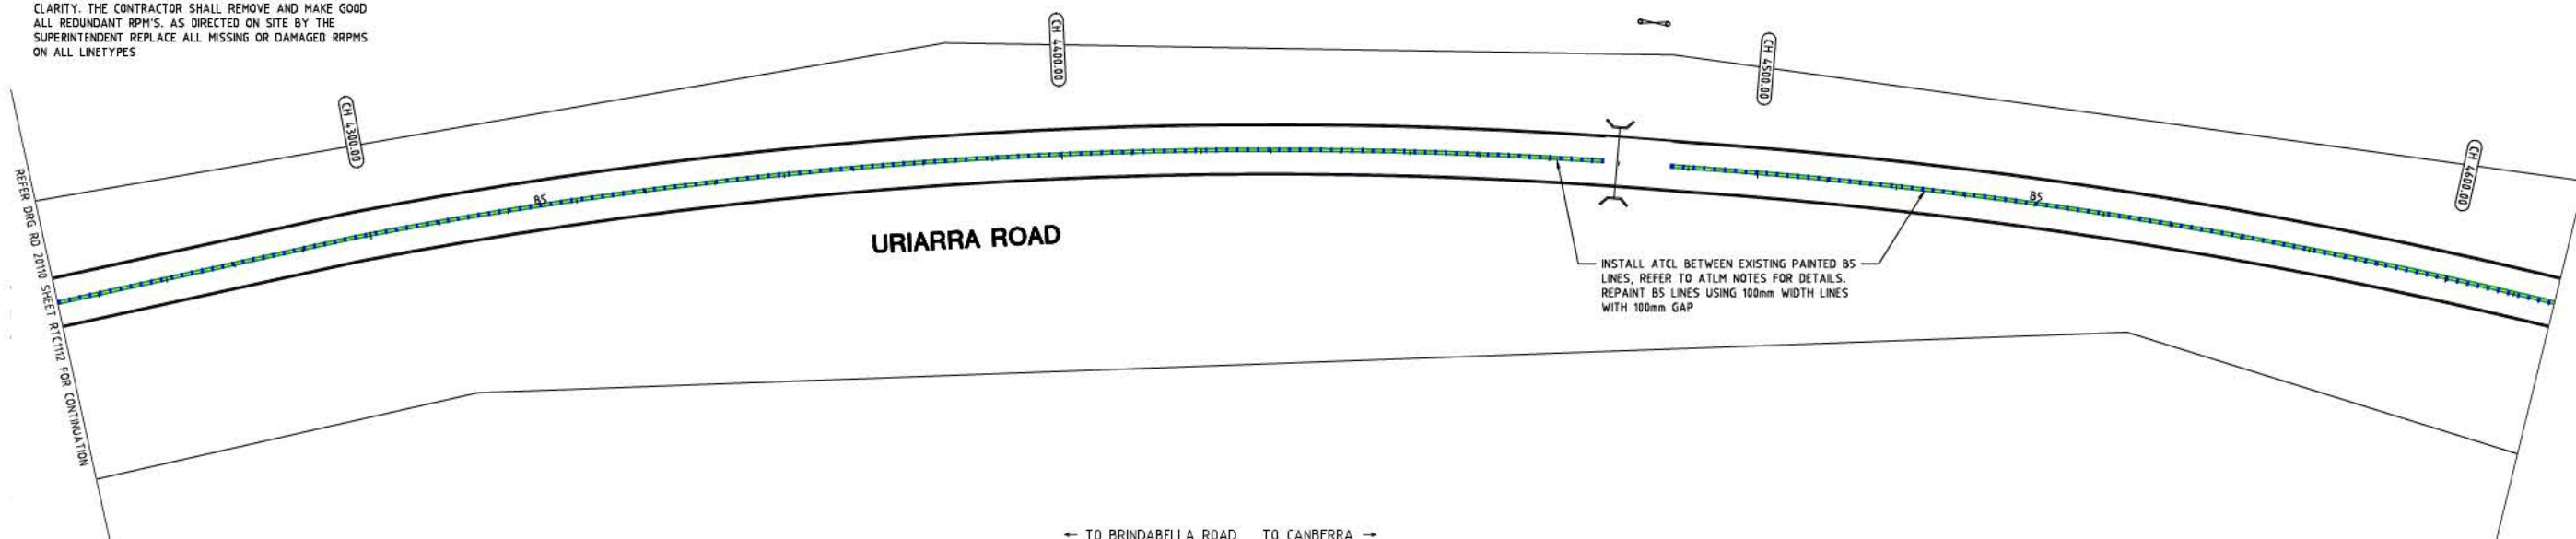 CLARITY. THE CONTRACTOR SHALL REMOVE AND MAKE GOOD
ALL REDUNDANT RPM'S. AS DIRECTED ON SITE BY THE
SUPERINTENDENT REPLACE ALL MISSING OR DAMAGED RRPMS
ON ALL LINETYPES
CH 4300.00
CH 4400.00
CH 4500.00
CH 4600.00
REFER DRG RD 20110 SHEET RTC1112 FOR CONTINUATION
B5
B5
URIARRA ROAD
INSTALL ATCL BETWEEN EXISTING PAINTED B5
LINES, REFER TO ATLM NOTES FOR DETAILS.
REPAINT B5 LINES USING 100mm WIDTH LINES
WITH 100mm GAP
← TO BRINDABELLA ROAD TO CANBERRA →